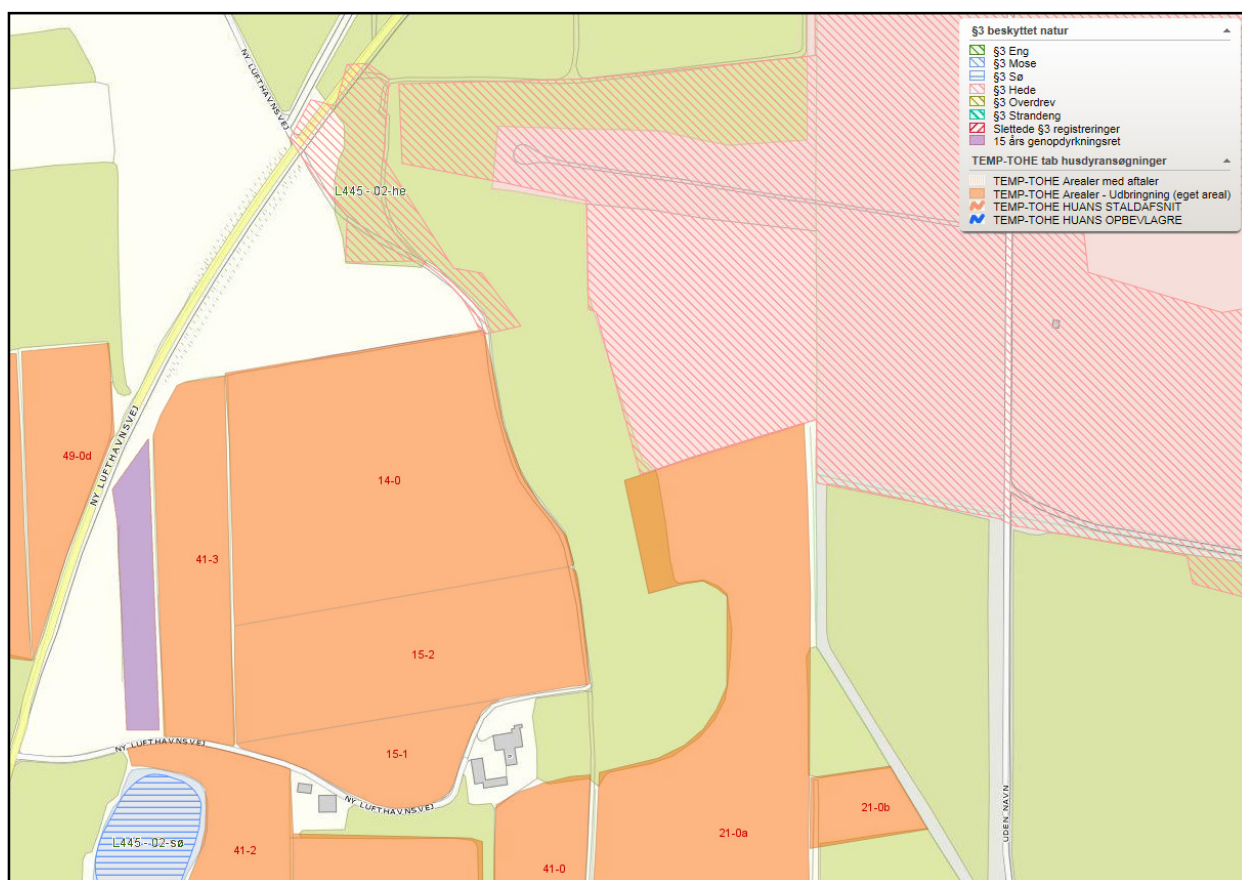 §3 beskyttet natur
§3 Eng
§3 Mose
§3 Sø
§3 Hede
§3 Overdrev
§3 Strandeng
Slettede §3 registreringer
15 års genopdyrkningsret
TEMP-TOHE tab husdyransøgninger
TEMP-TOHE Arealer med aftaler
TEMP-TOHE Arealer - Udbringning (eget areal)
TEMP-TOHE HUANS STALDAFSNIT
TEMP-TOHE HUANS OPBEVLAGRE
NY LUFTHAVNSVEJ
L445 - 02-he
49-0d
NY LUFTHAVNSVEJ
14-0
41-3
15-2
NY LUFTHAVNSVEJ
15-1
NY LUFTHAVNSVEJ
21-0b
UDEN_NAVN
21-0a
L445 - 02-sø
41-2
41-0